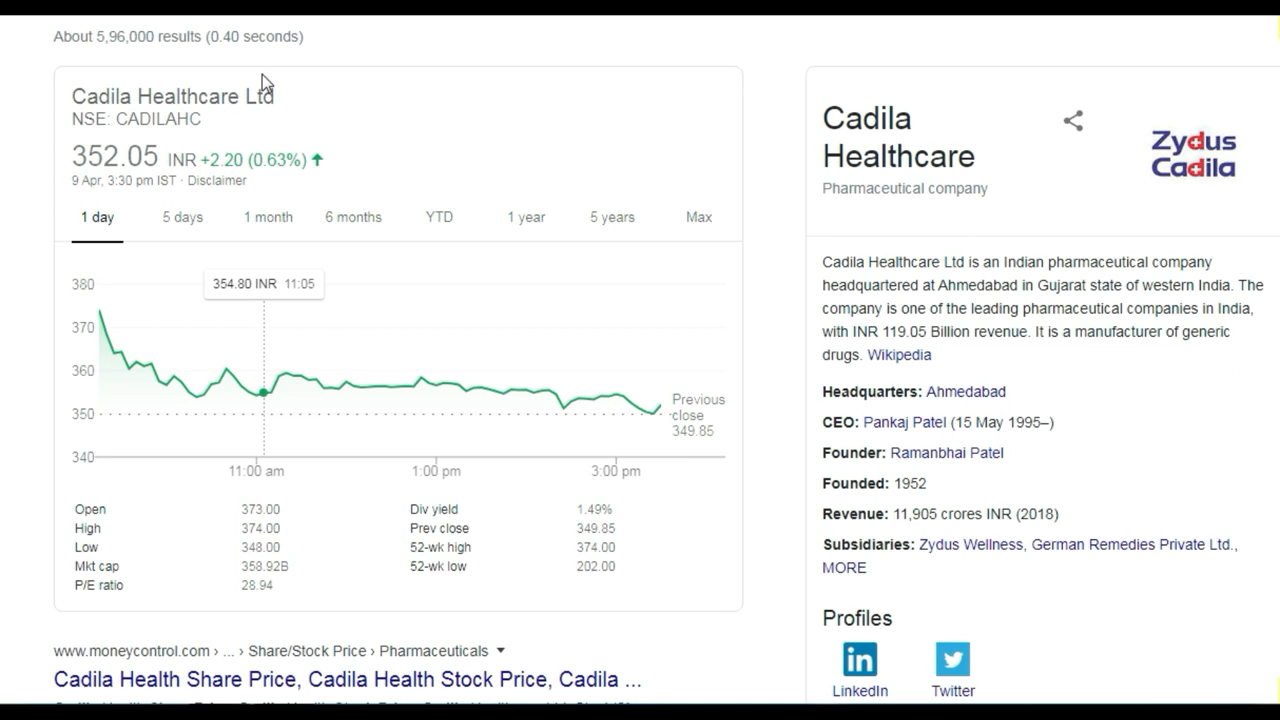 About 5,96,000 results (0.40 seconds)
Cadila Healthcare Ltd
NSE: CADILAHC
352.05 INR +2.20 (0.63%)
9 Apr, 3:30 pm IST · Disclaimer
1 day 5 days 1 month 6 months YTD 1 year 5 years Max
354.80 INR 11:05
380
370
360
350
340
Previous
close
349.85
11:00 am 1:00 pm 3:00 pm
Open 373.00 Div yield 1.49%
High 374.00 Prev close 349.85
Low 348.00 52-wk high 374.00
Mkt cap 358.92B 52-wk low 202.00
P/E ratio 28.94
www.moneycontrol.com › ... › Share/Stock Price › Pharmaceuticals
Cadila Health Share Price, Cadila Health Stock Price, Cadila ...
Cadila
Healthcare
Pharmaceutical company
Zydus
Cadila
Cadila Healthcare Ltd is an Indian pharmaceutical company
headquartered at Ahmedabad in Gujarat state of western India. The
company is one of the leading pharmaceutical companies in India,
with INR 119.05 Billion revenue. It is a manufacturer of generic
drugs. Wikipedia
Headquarters: Ahmedabad
CEO: Pankaj Patel (15 May 1995–)
Founder: Ramanbhai Patel
Founded: 1952
Revenue: 11,905 crores INR (2018)
Subsidiaries: Zydus Wellness, German Remedies Private Ltd.,
MORE
Profiles
in
LinkedIn Twitter